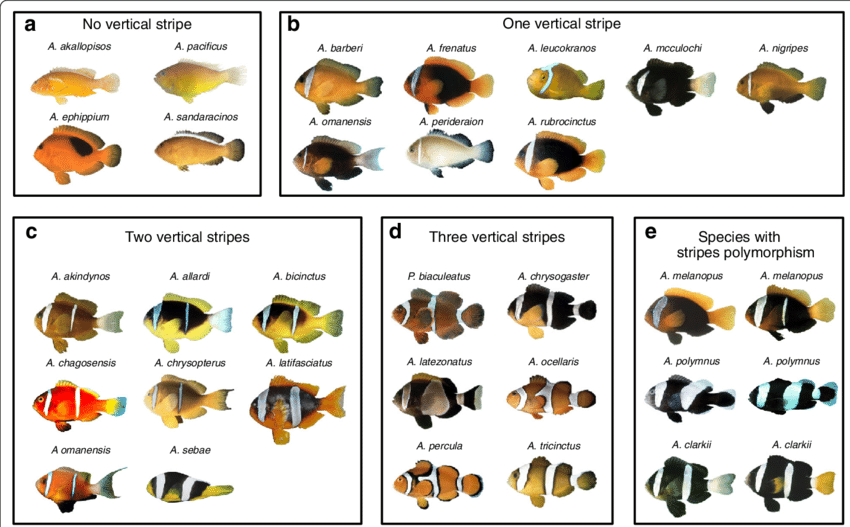 a No vertical stripe
A. akallopisos A. pacificus
A. ephippium A. sandaracinos
b One vertical stripe
A. barberi A. frenatus A. leucokranos A. mcculochi A. nigripes
A. omanensis A. perideraion A. rubrocinctus
c Two vertical stripes
A. akindynos A. allardi A. bicinctus
A. chagosensis A. chrysopterus A. latifasciatus
A omanensis A. sebae
d Three vertical stripes
P. biaculeatus A. chrysogaster
A. latezonatus A. ocellaris
A. percula A. tricinctus
e Species with
stripes polymorphism
A. melanopus A. melanopus
A. polymnus A. polymnus
A. clarkii A. clarkii